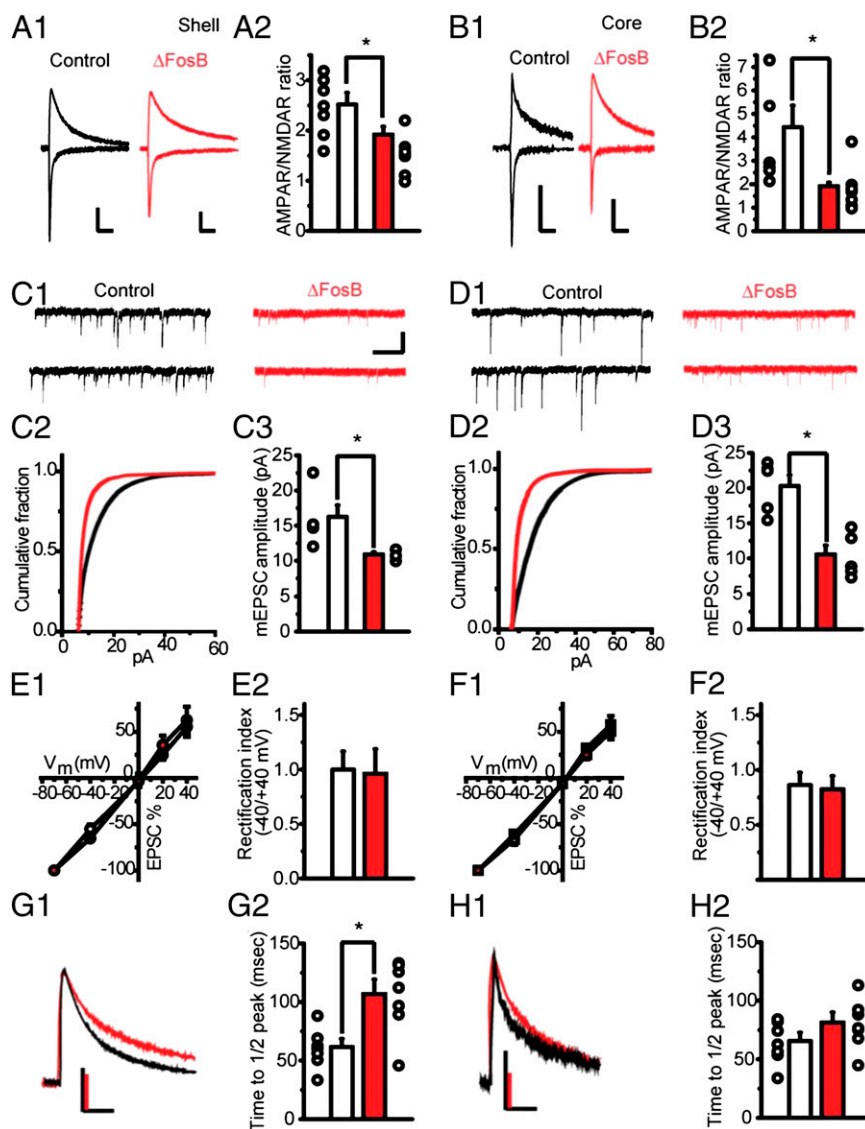 A1 Shell A2 B1 Core B2
Control ΔFosB
AMPAR/NMDAR ratio
3
2
1
0
*
Control ΔFosB
AMPAR/NMDAR ratio
7
6
5
4
3
2
1
0
*
C1 Control ΔFosB D1 Control ΔFosB
C2 C3 D2 D3
Cumulative fraction
1.0
0.5
0.0
0 20 40 60
pA
mEPSC amplitude (pA)
25
20
15
10
5
0
*
Cumulative fraction
1.0
0.5
0.0
0 20 40 60 80
pA
mEPSC amplitude (pA)
25
20
15
10
5
0
*
E1 E2 F1 F2
50
Vm(mV)
-80 -60 -40 0 20 40
-50
-100
EPSC %
Rectification index
(-40/+40 mV)
1.5
1.0
0.5
0.0
50
Vm(mV)
-80 -60 -40 0 20 40
-50
-100
EPSC %
Rectification index
(-40/+40 mV)
1.5
1.0
0.5
0.0
G1 G2 H1 H2
Time to 1/2 peak (msec)
150
100
50
0
*
Time to 1/2 peak (msec)
150
100
50
0